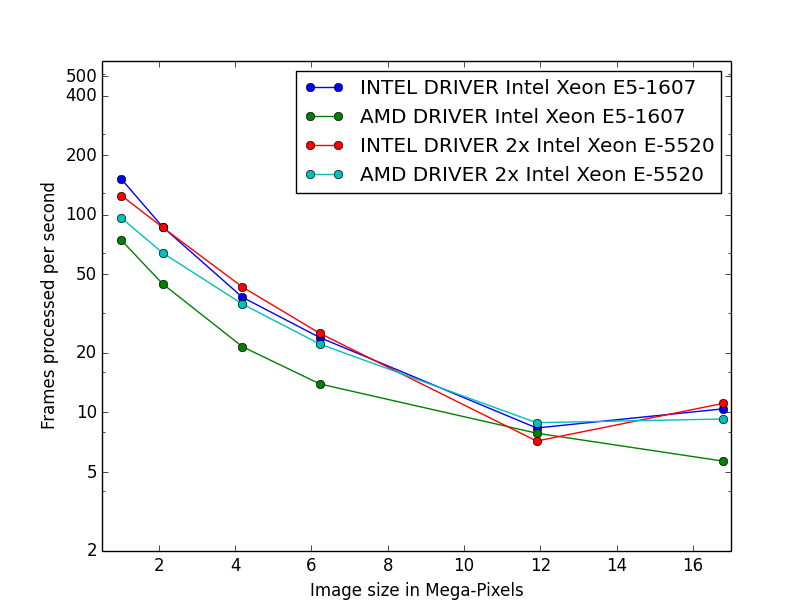 500
400
200
100
50
20
10
5
2
Frames processed per second
INTEL DRIVER Intel Xeon E5-1607
AMD DRIVER Intel Xeon E5-1607
INTEL DRIVER 2x Intel Xeon E-5520
AMD DRIVER 2x Intel Xeon E-5520
2 4 6 8 10 12 14 16
Image size in Mega-Pixels